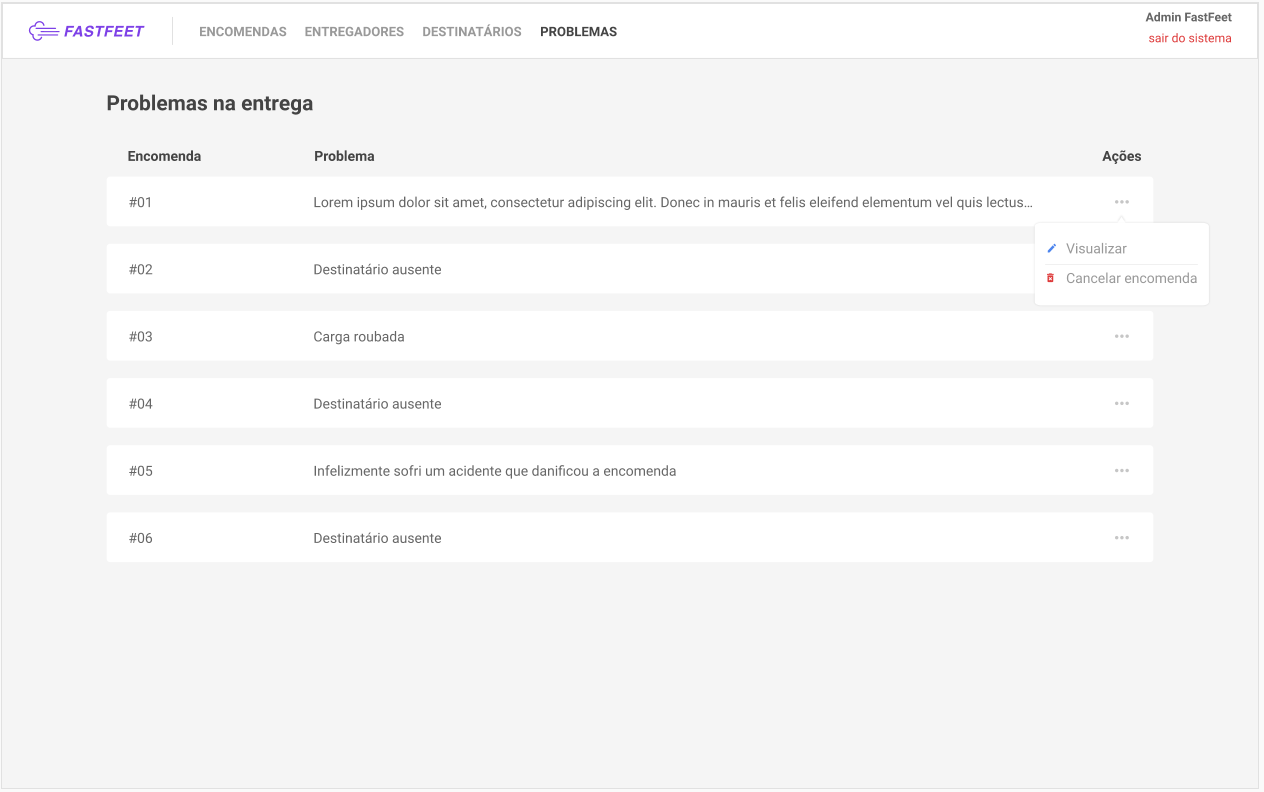 FASTFEET ENCOMENDAS ENTREGADORES DESTINATÁRIOS PROBLEMAS Admin FastFeet
sair do sistema
Problemas na entrega
Encomenda Problema Ações
#01 Lorem ipsum dolor sit amet, consectetur adipiscing elit. Donec in mauris et felis eleifend elementum vel quis lectus...
Visualizar
#02 Destinatário ausente
Cancelar encomenda
#03 Carga roubada
#04 Destinatário ausente
#05 Infelizmente sofri um acidente que danificou a encomenda
#06 Destinatário ausente